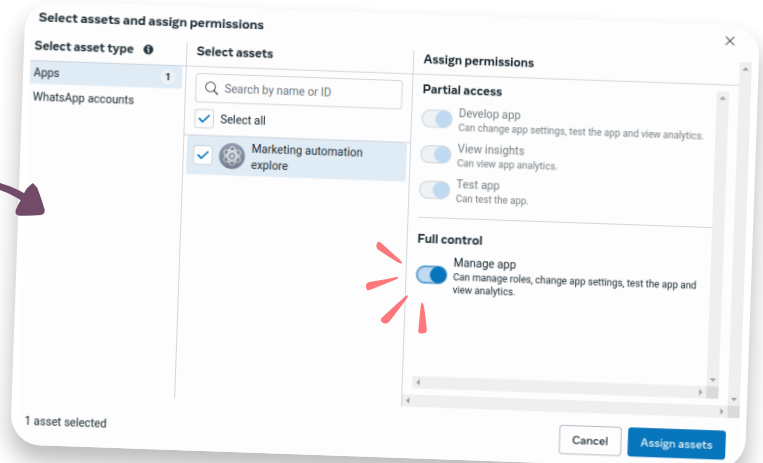 Select assets and assign permissions
Select asset type
Apps
1
WhatsApp accounts
Select assets
Search by name or ID
Select all
Marketing automation
explore
Assign permissions
Partial access
Develop app
Can change app settings, test the app and view analytics.
View insights
Can view app analytics.
Test app
Can test the app.
Full control
Manage app
Can manage roles, change app settings, test the app and
view analytics.
1 asset selected
Cancel
Assign assets